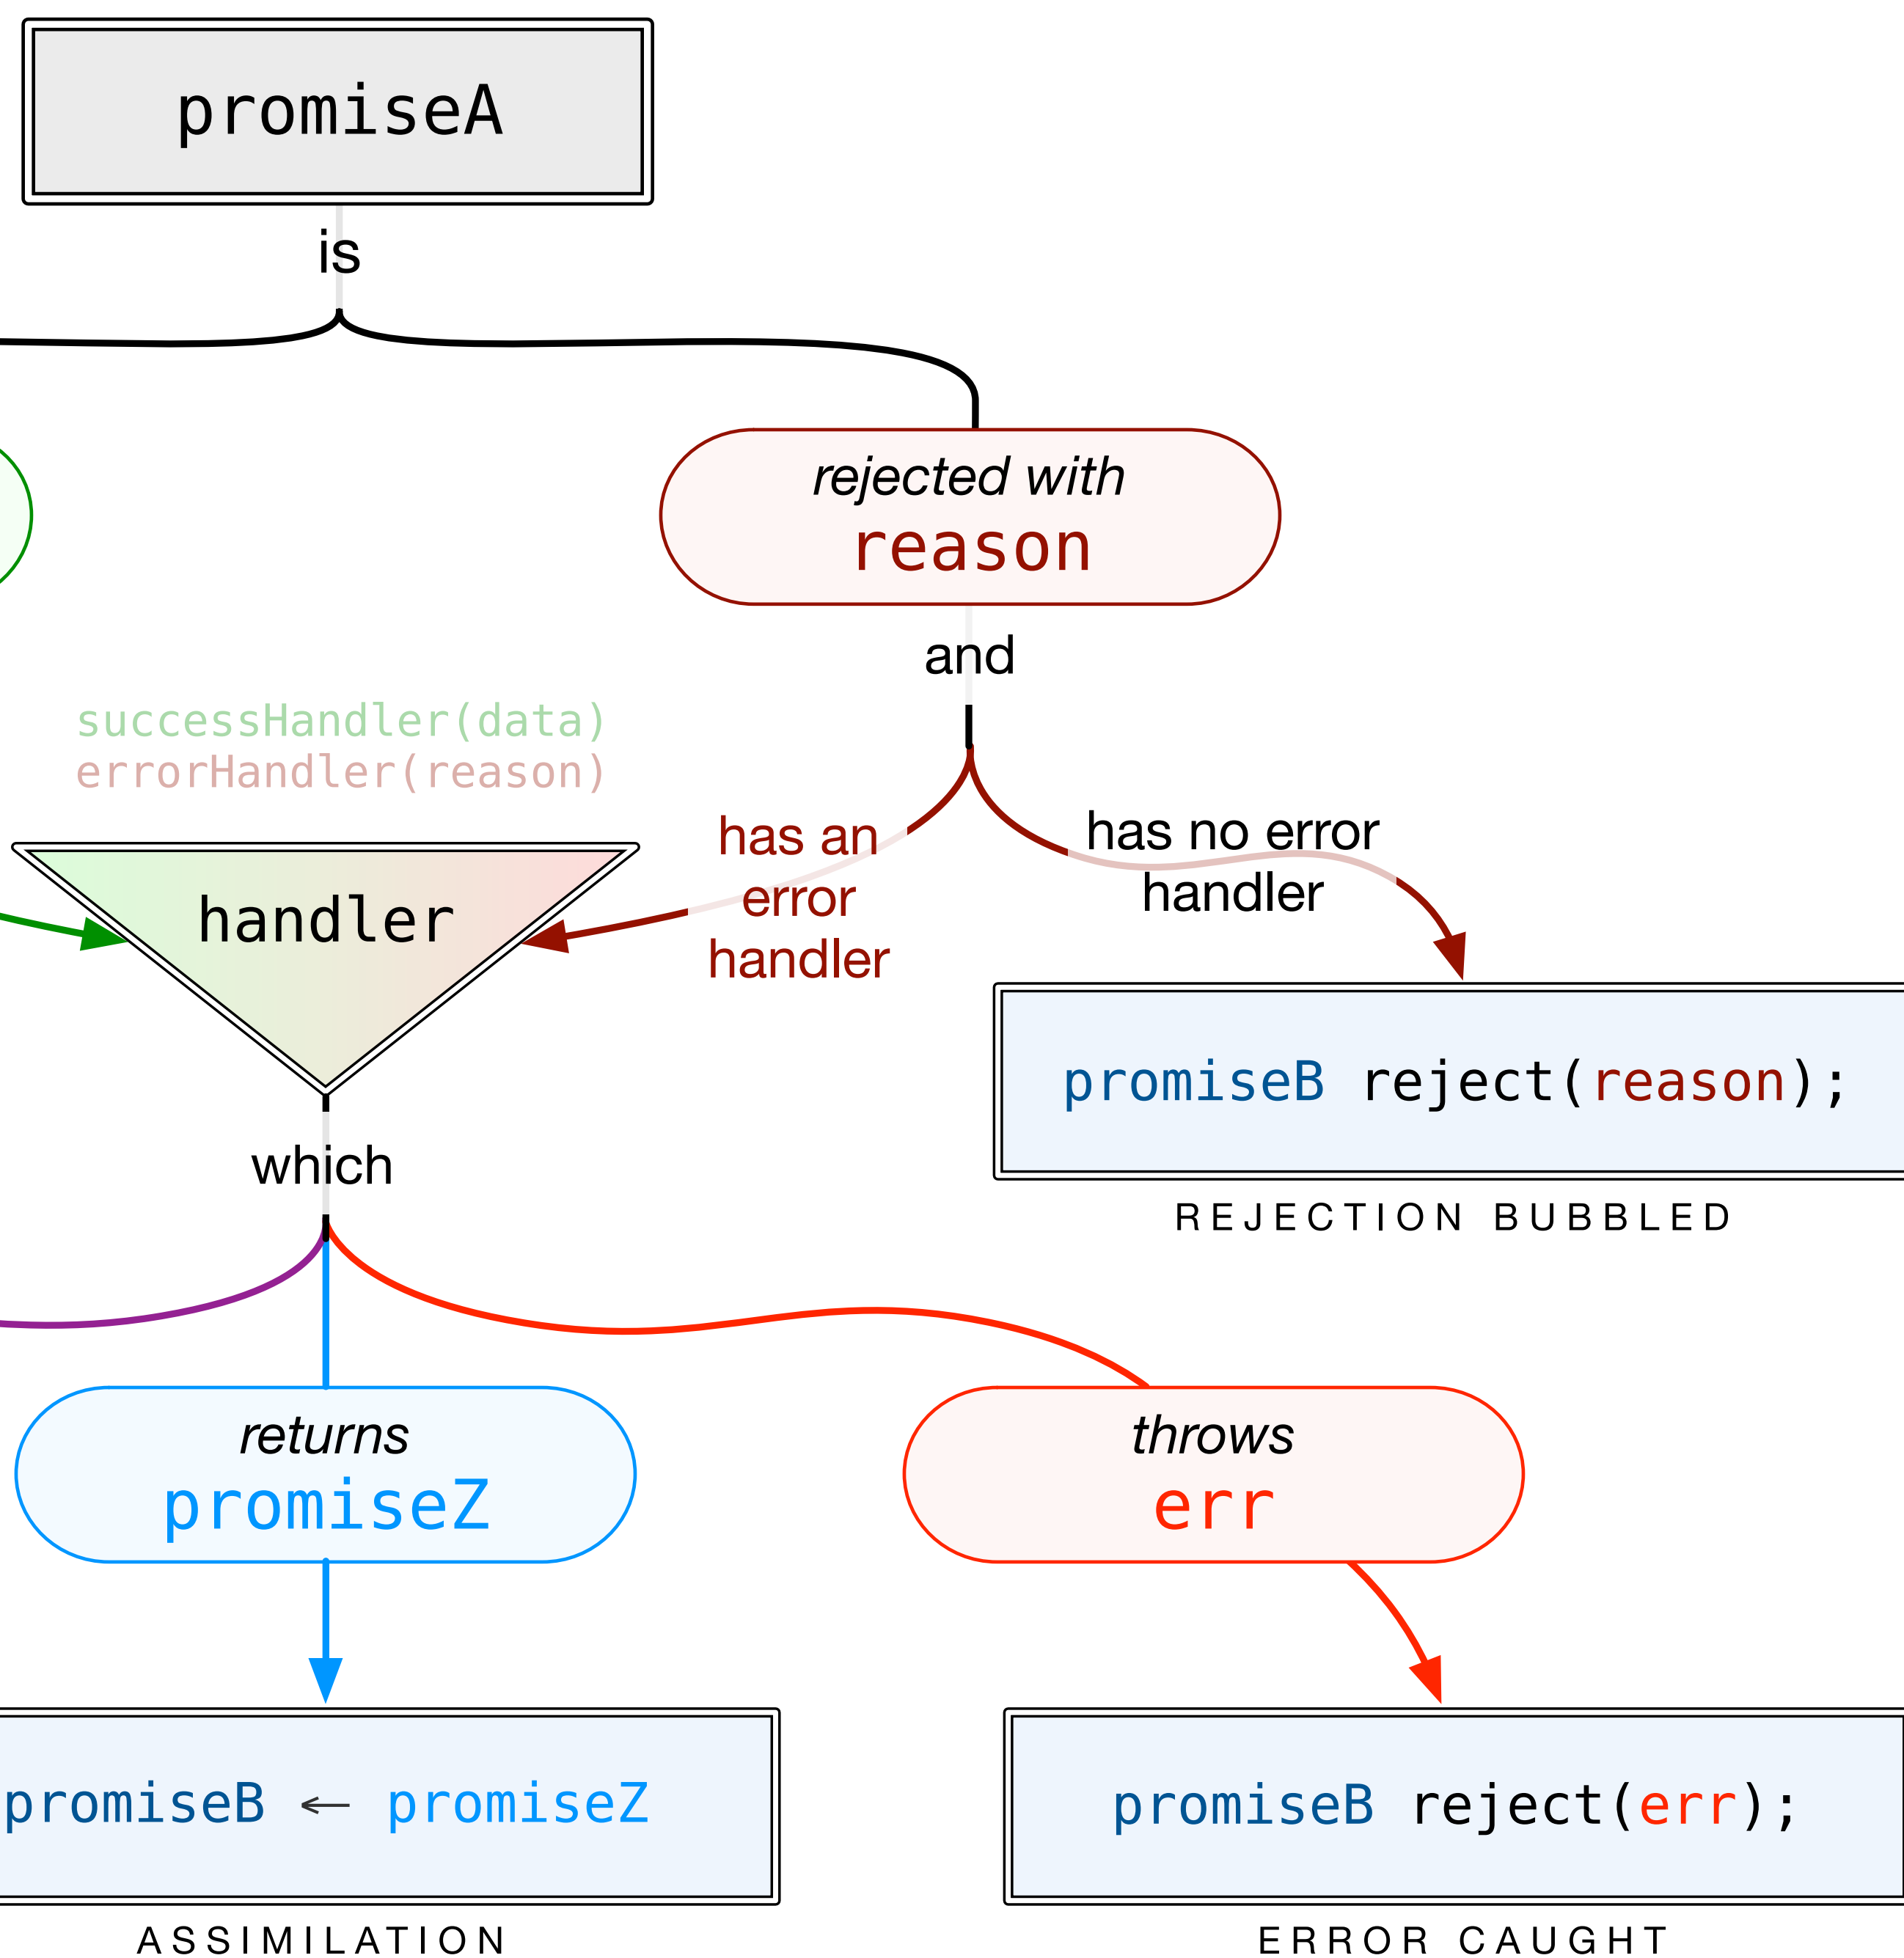 promiseA
is
rejected with
reason
and
successHandler(data)
errorHandler(reason)
has an
error
handler
has no error
handler
handler
promiseB reject(reason);
REJECTION BUBBLED
which
returns
promiseZ
throws
err
promiseB ← promiseZ
ASSIMILATION
promiseB reject(err);
ERROR CAUGHT